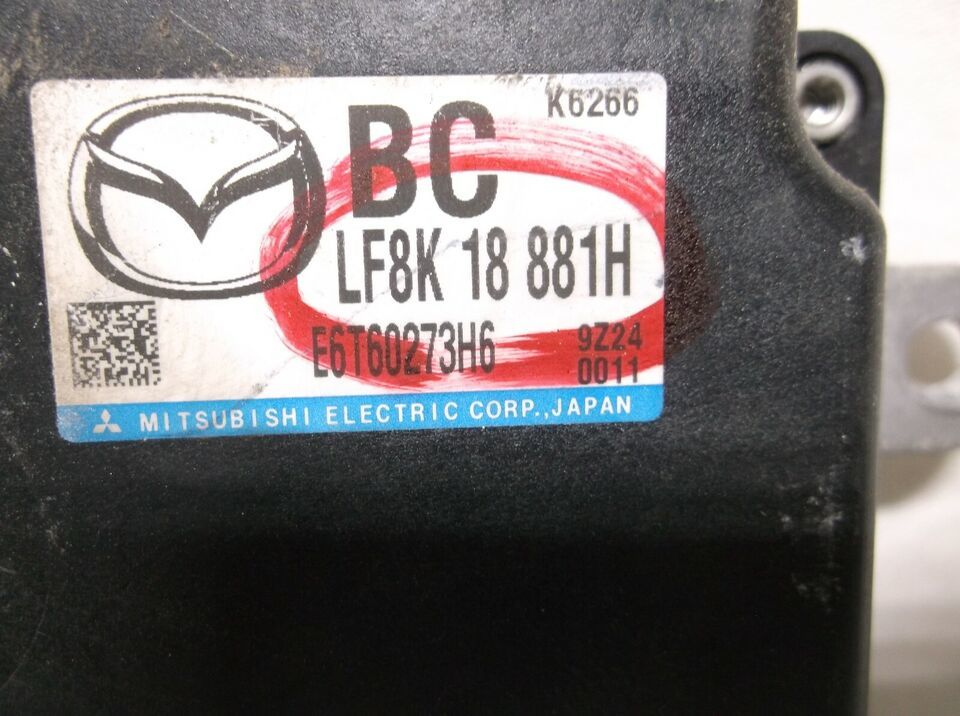 K6266
BC
LF8K 18 881H
E6T60273H6
9Z24
0011
MITSUBISHI ELECTRIC CORP.,JAPAN